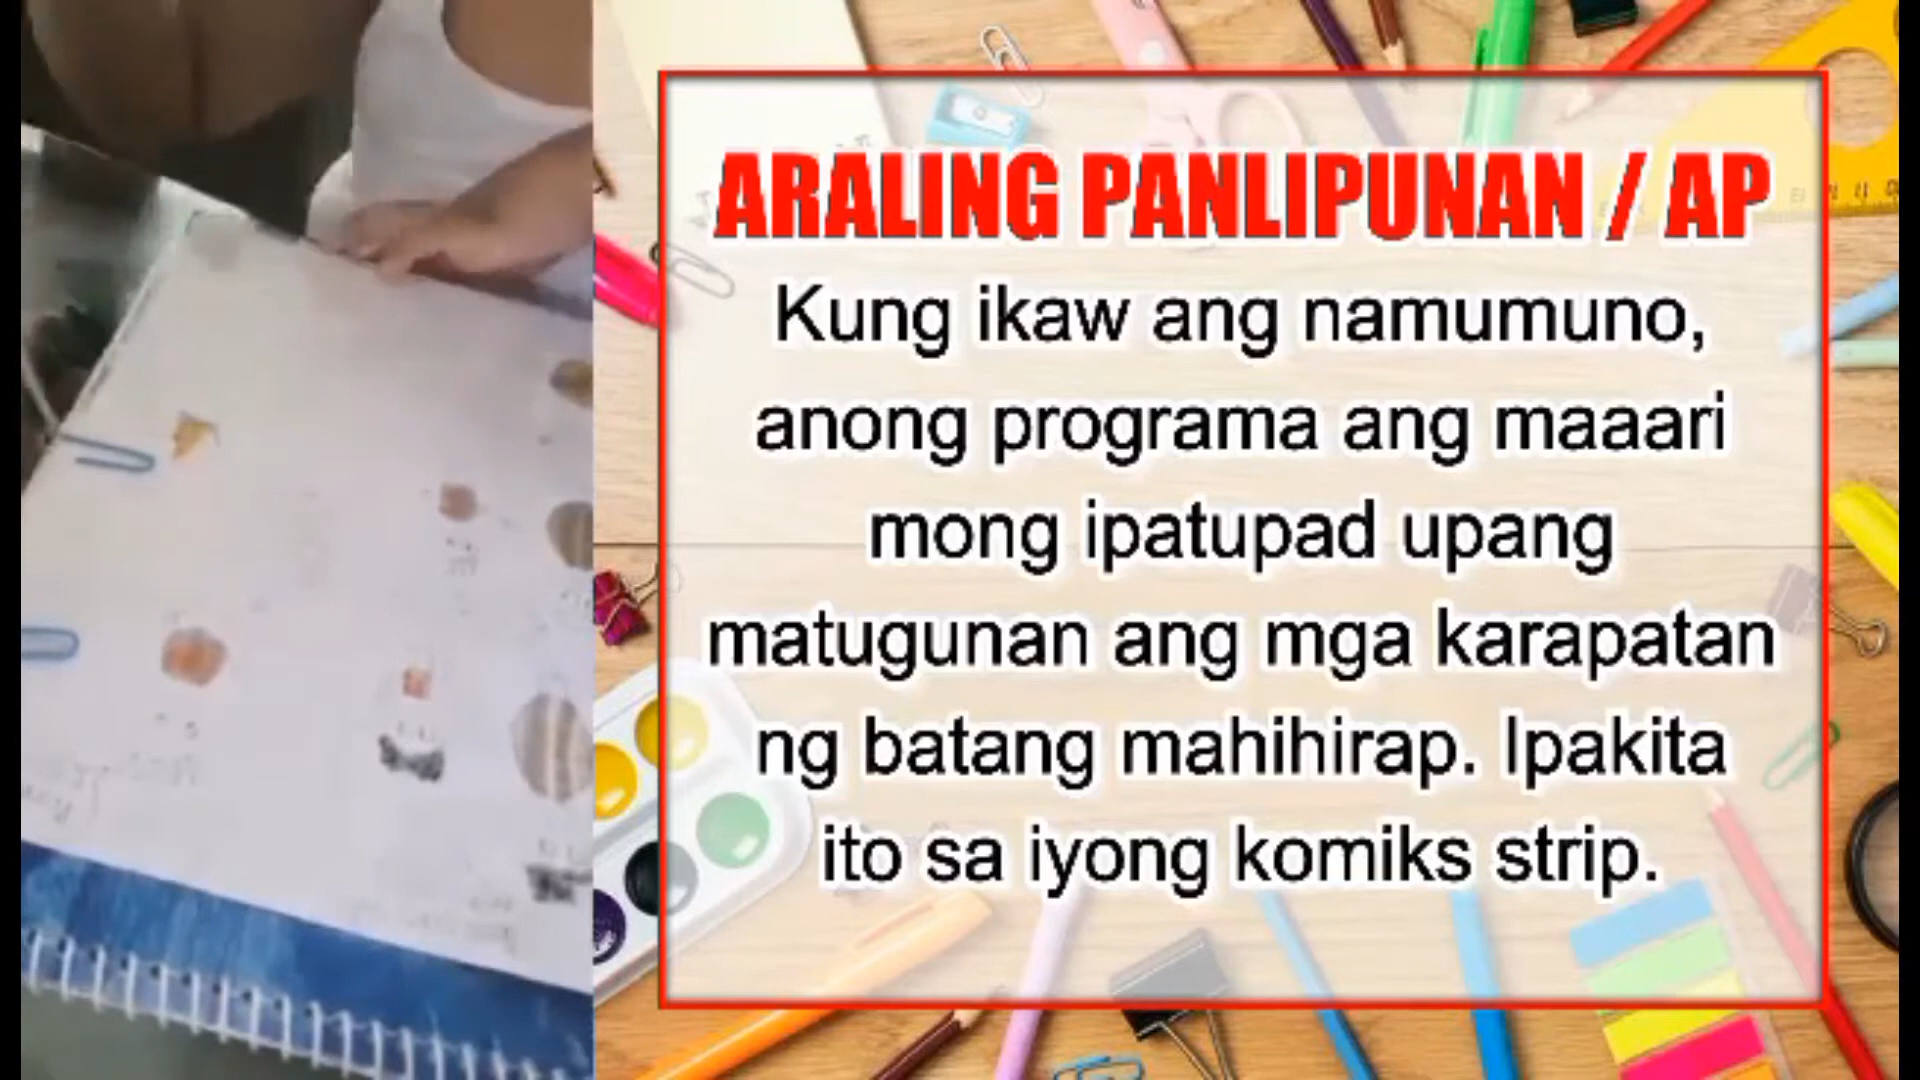 ARALING PANLIPUNAN / AP
Kung ikaw ang namumuno,
anong programa ang maaari
mong ipatupad upang
matugunan ang mga karapatan
ng batang mahihirap. Ipakita
ito sa iyong komiks strip.